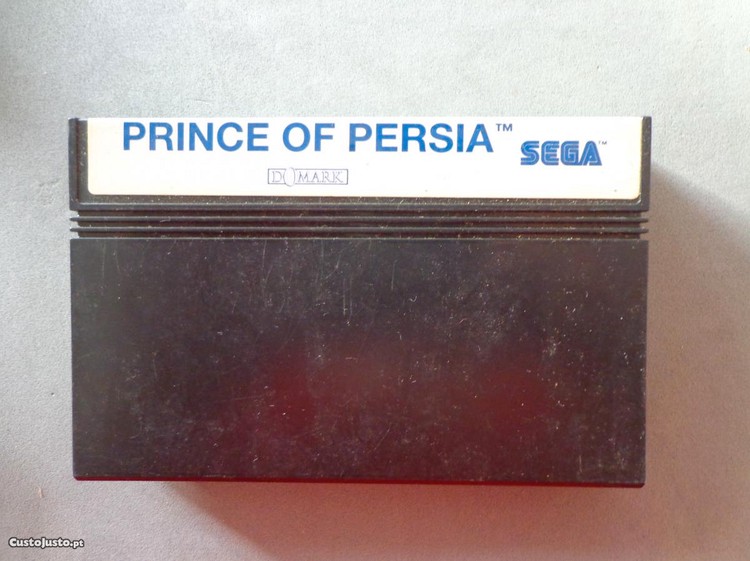 PRINCE OF PERSIA™
SEGA™
DOMARK
CustoJusto.pt